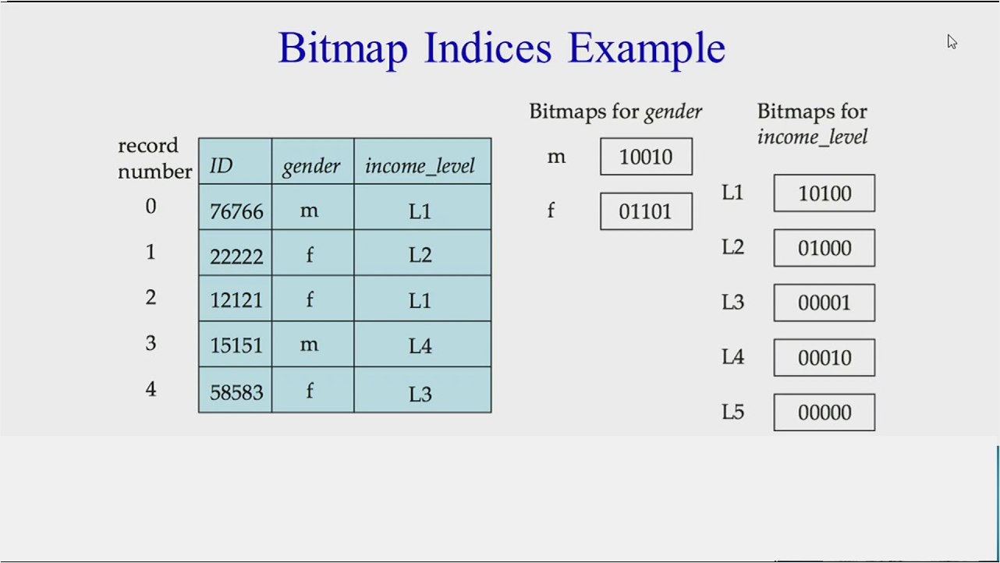 Bitmap Indices Example
record
number
ID gender income_level
0 76766 m L1
1 22222 f L2
2 12121 f L1
3 15151 m L4
4 58583 f L3
Bitmaps for gender
m 10010
f 01101
Bitmaps for
income_level
L1 10100
L2 01000
L3 00001
L4 00010
L5 00000